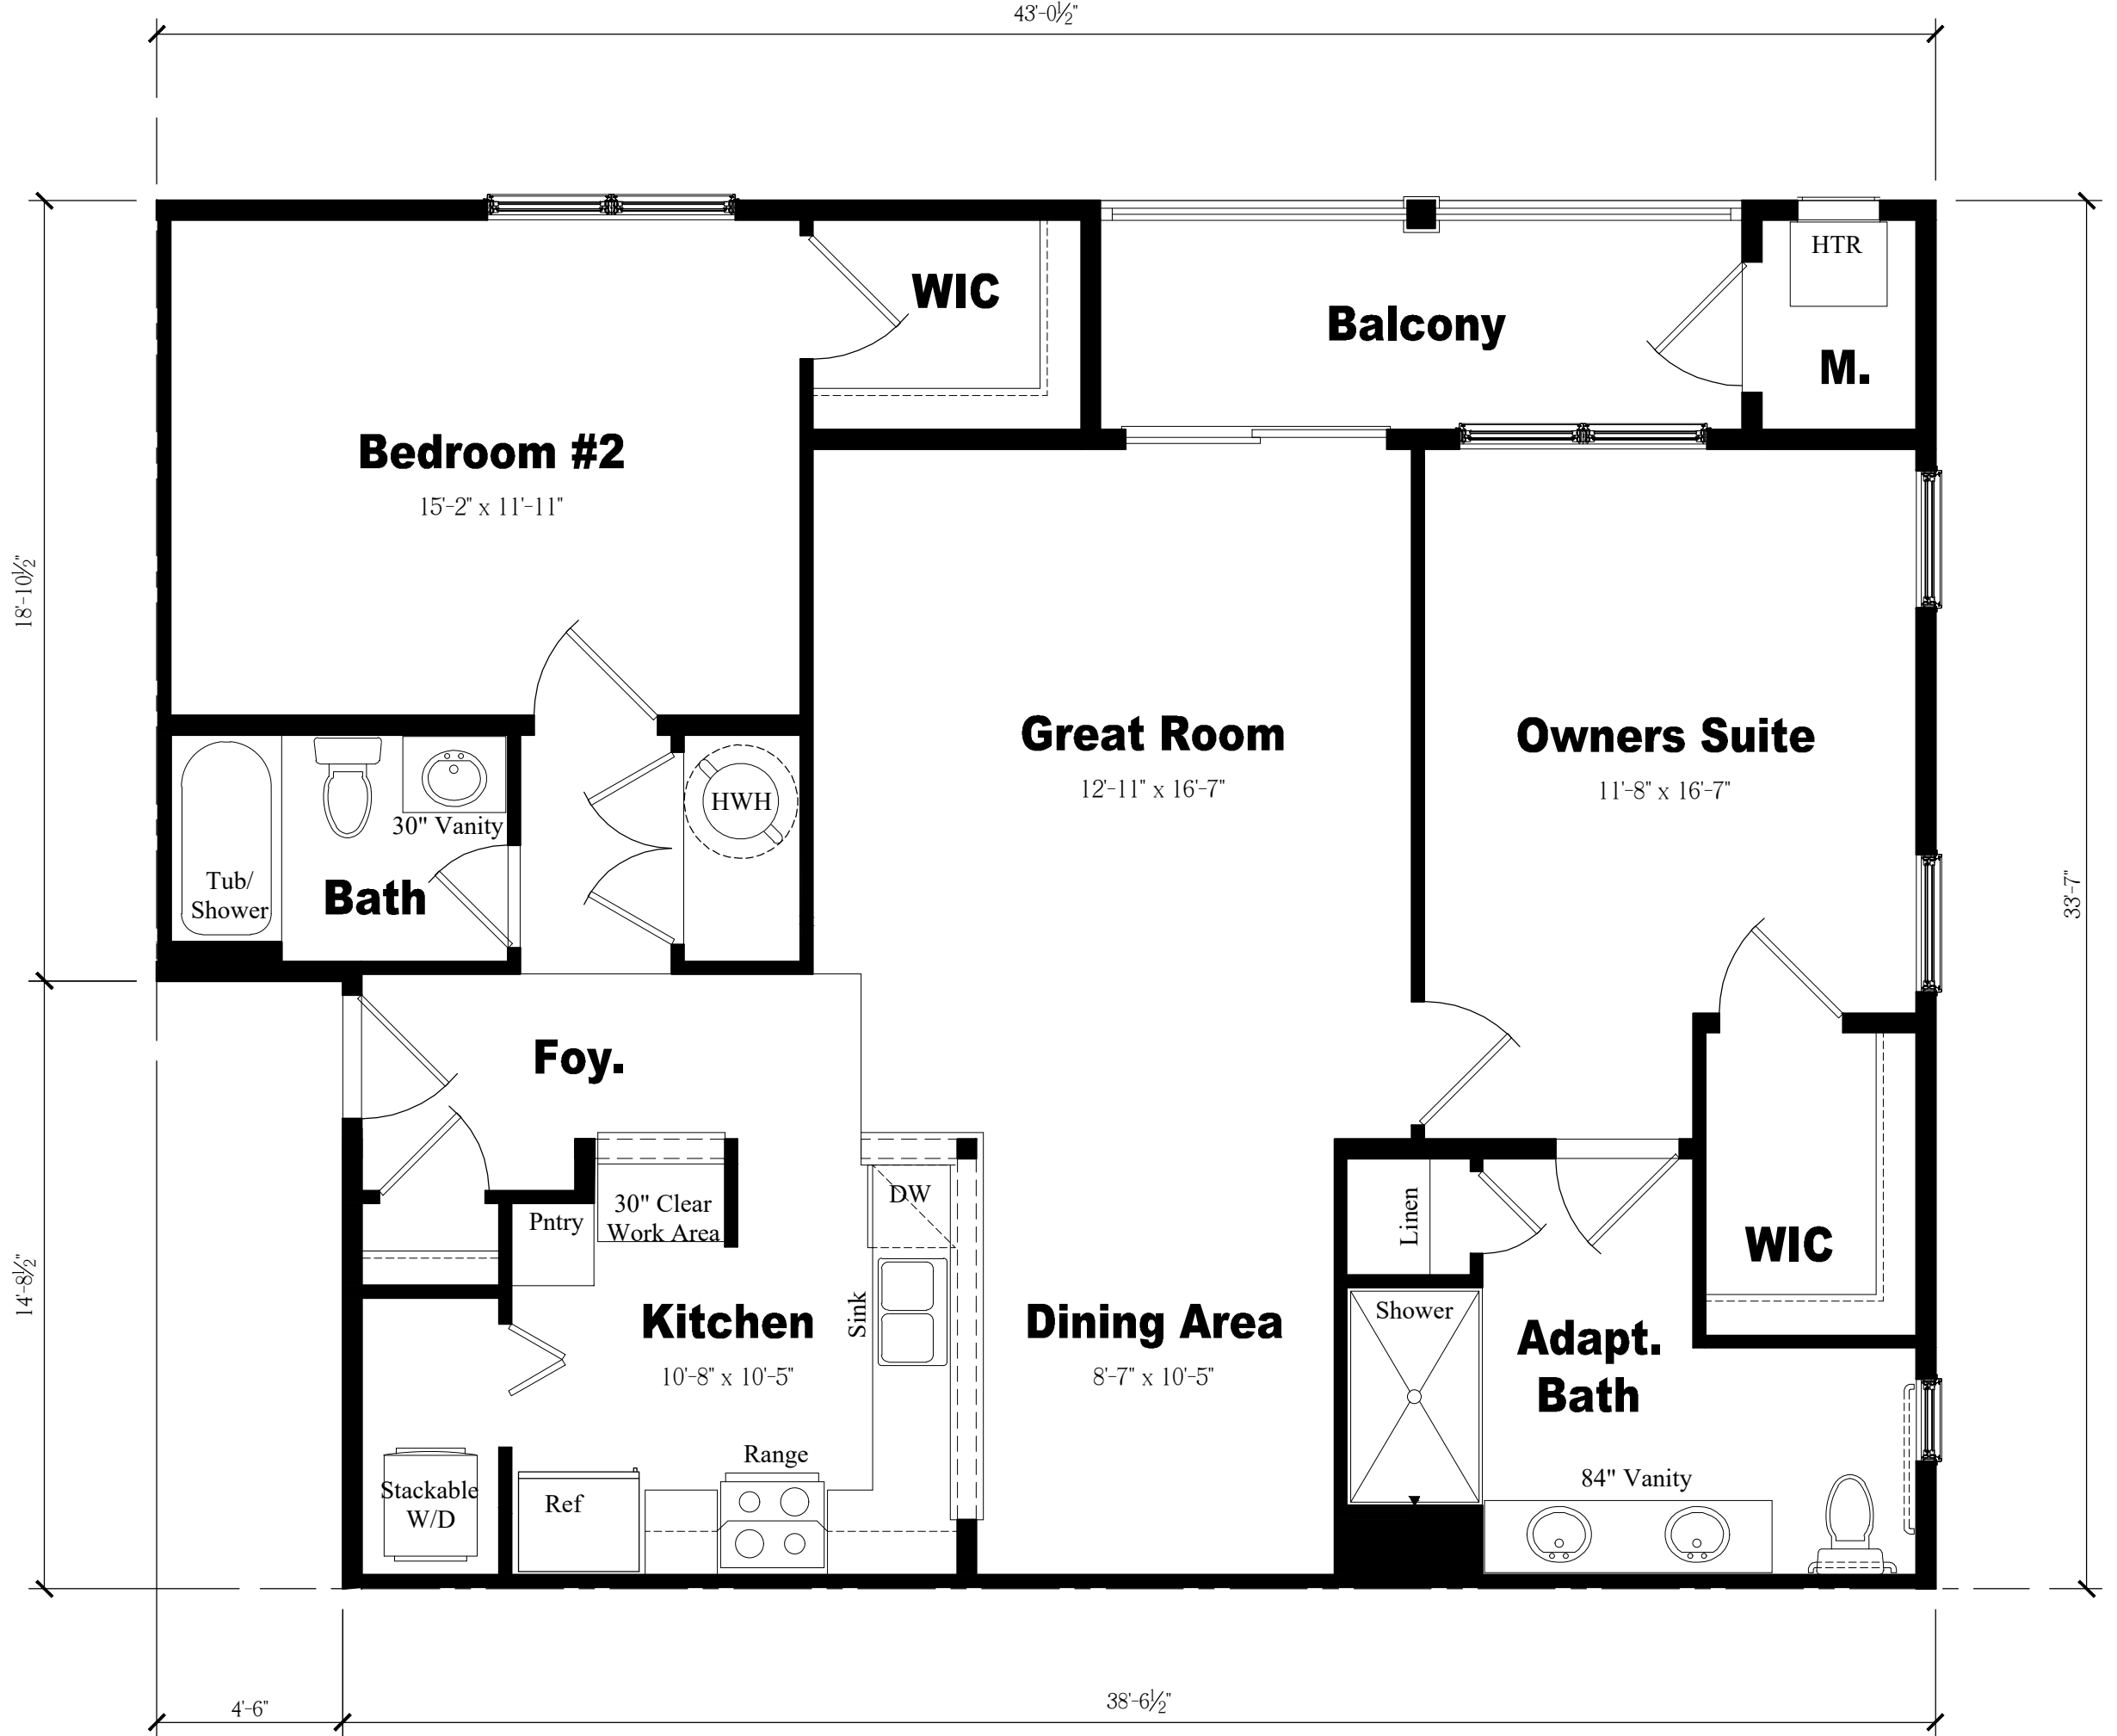 43'-0½"
HTR
WIC
Balcony
M.
Bedroom #2
15'-2" x 11'-11"
18'-10½"
Great Room
12'-11" x 16'-7"
Owners Suite
11'-8" x 16'-7"
HWH
30" Vanity
Tub/
Shower
Bath
33'-7"
Foy.
DW
30" Clear
Work Area
Pntry
Linen
WIC
14'-8½"
Sink
Shower
Kitchen
10'-8" x 10'-5"
Dining Area
8'-7" x 10'-5"
Adapt.
Bath
Range
84" Vanity
Stackable
W/D
Ref
4'-6"
38'-6½"